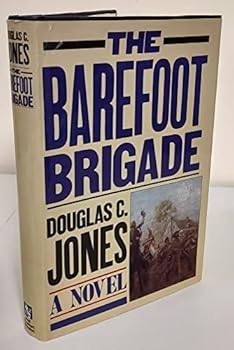 DOUGLAS C.
JONES
THE
BAREFOOT
BRIGADE
THE
BAREFOOT
BRIGADE
DOUGLAS C.
JONES
A NOVEL